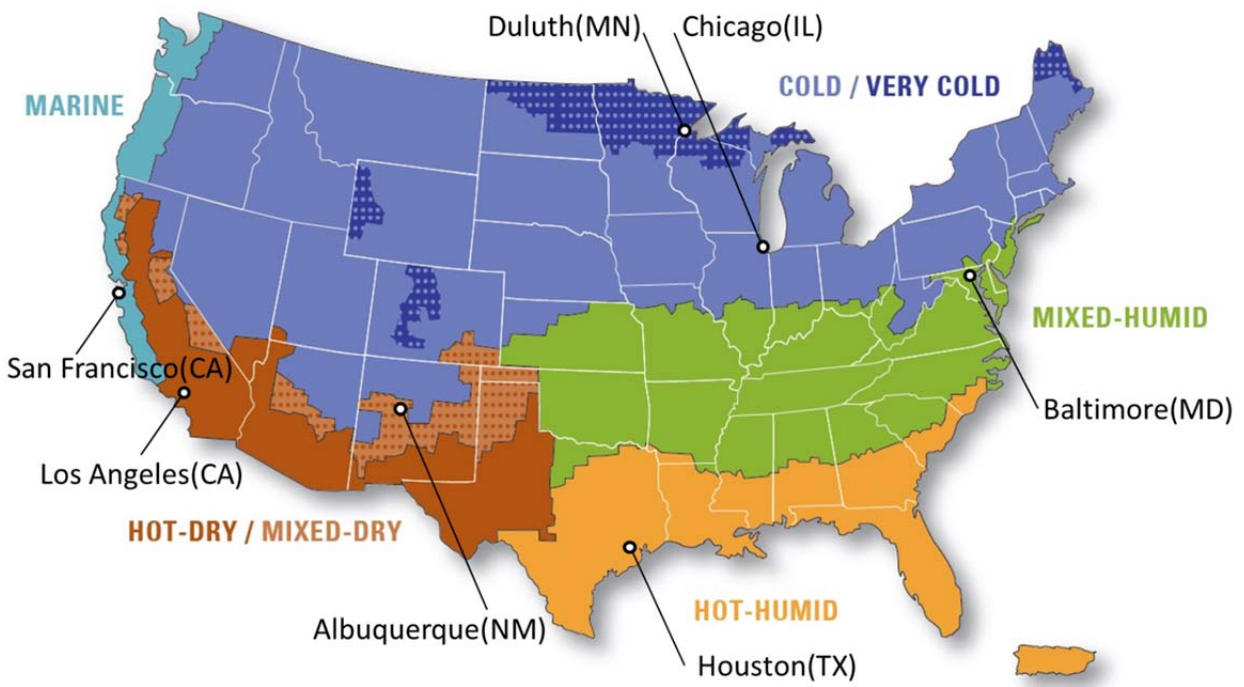 Duluth(MN)
Chicago(IL)
MARINE
COLD / VERY COLD
MIXED-HUMID
San Francisco(CA)
Baltimore(MD)
Los Angeles(CA)
HOT-DRY / MIXED-DRY
HOT-HUMID
Albuquerque(NM)
Houston(TX)